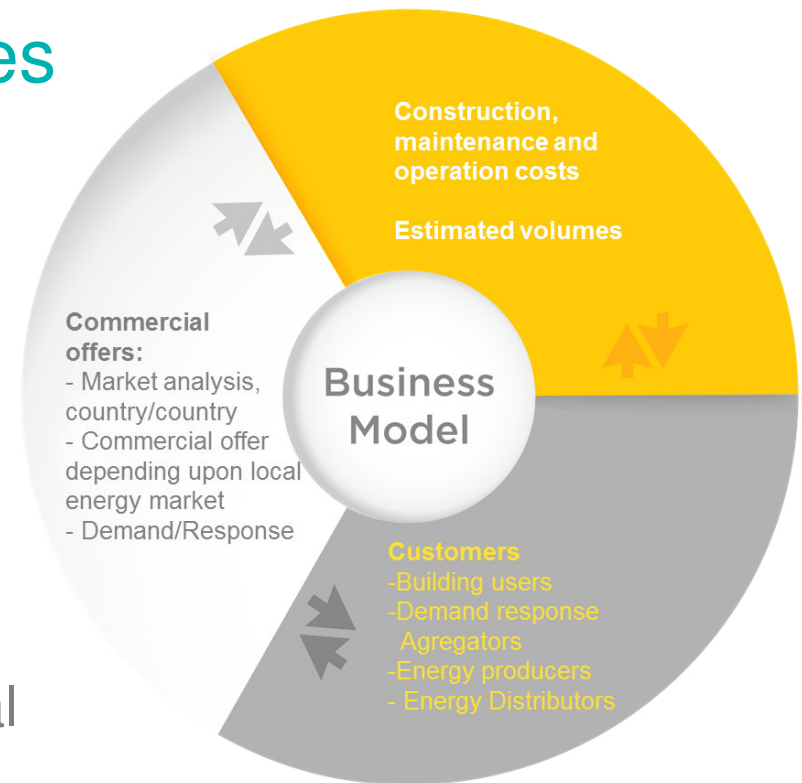 es
Construction,
maintenance and
operation costs
Estimated volumes
Commercial
offers:
- Market analysis,
country/country
- Commercial offer
depending upon local
energy market
- Demand/Response
Business
Model
Customers
-Building users
-Demand response
Agregators
-Energy producers
- Energy Distributors
al